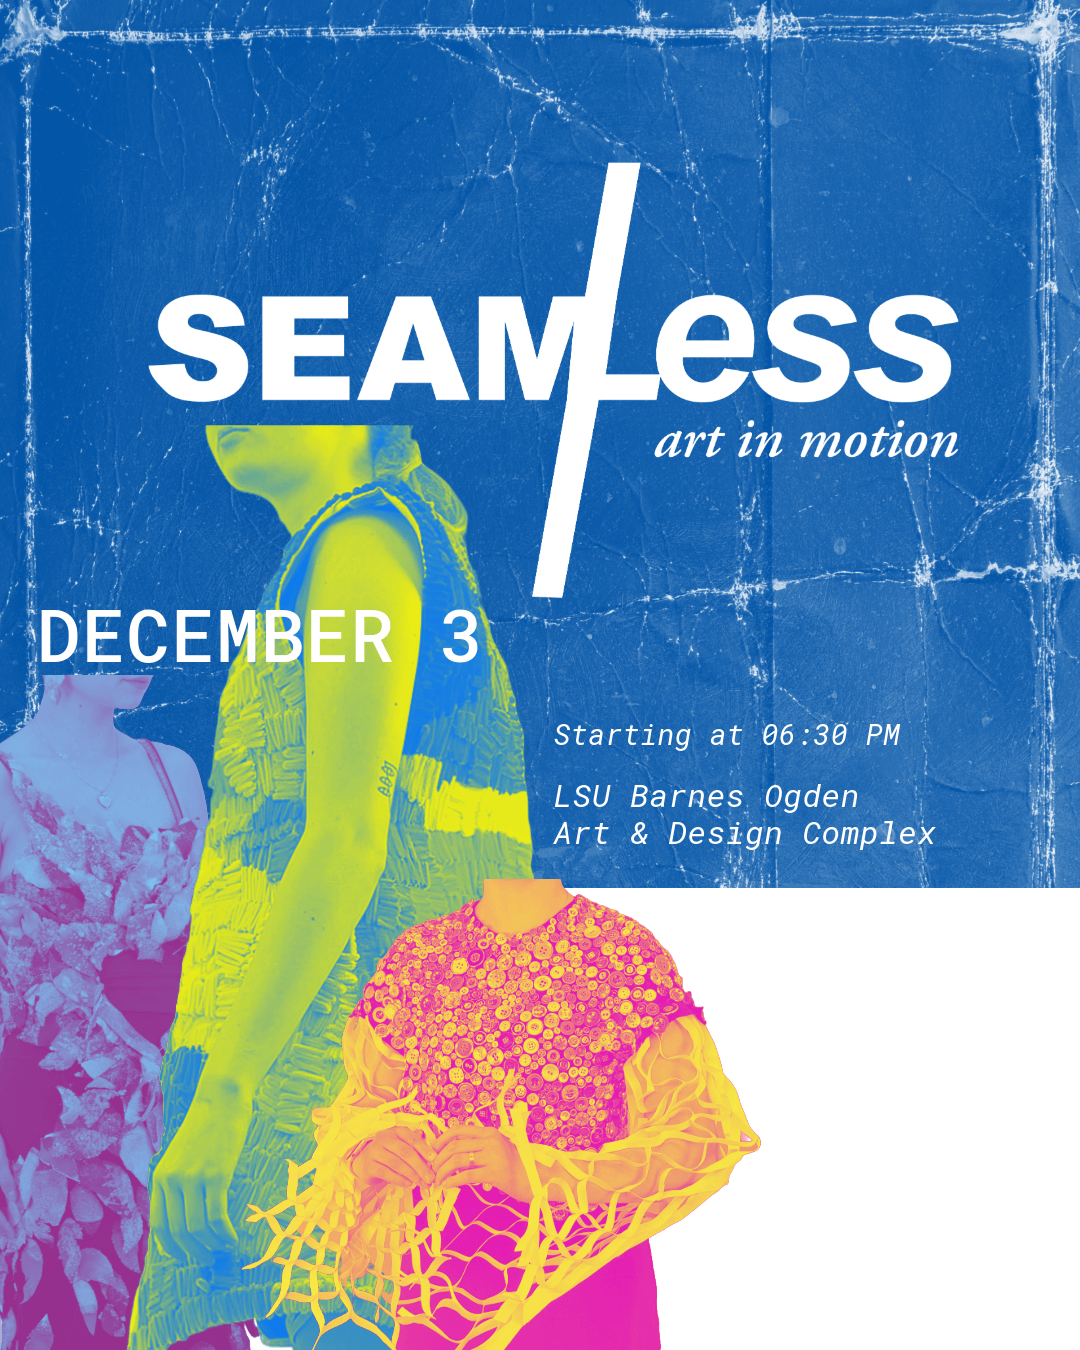 SEAMLess
art in motion
DECEMBER 3
Starting at 06:30 PM
LSU Barnes Ogden
Art & Design Complex